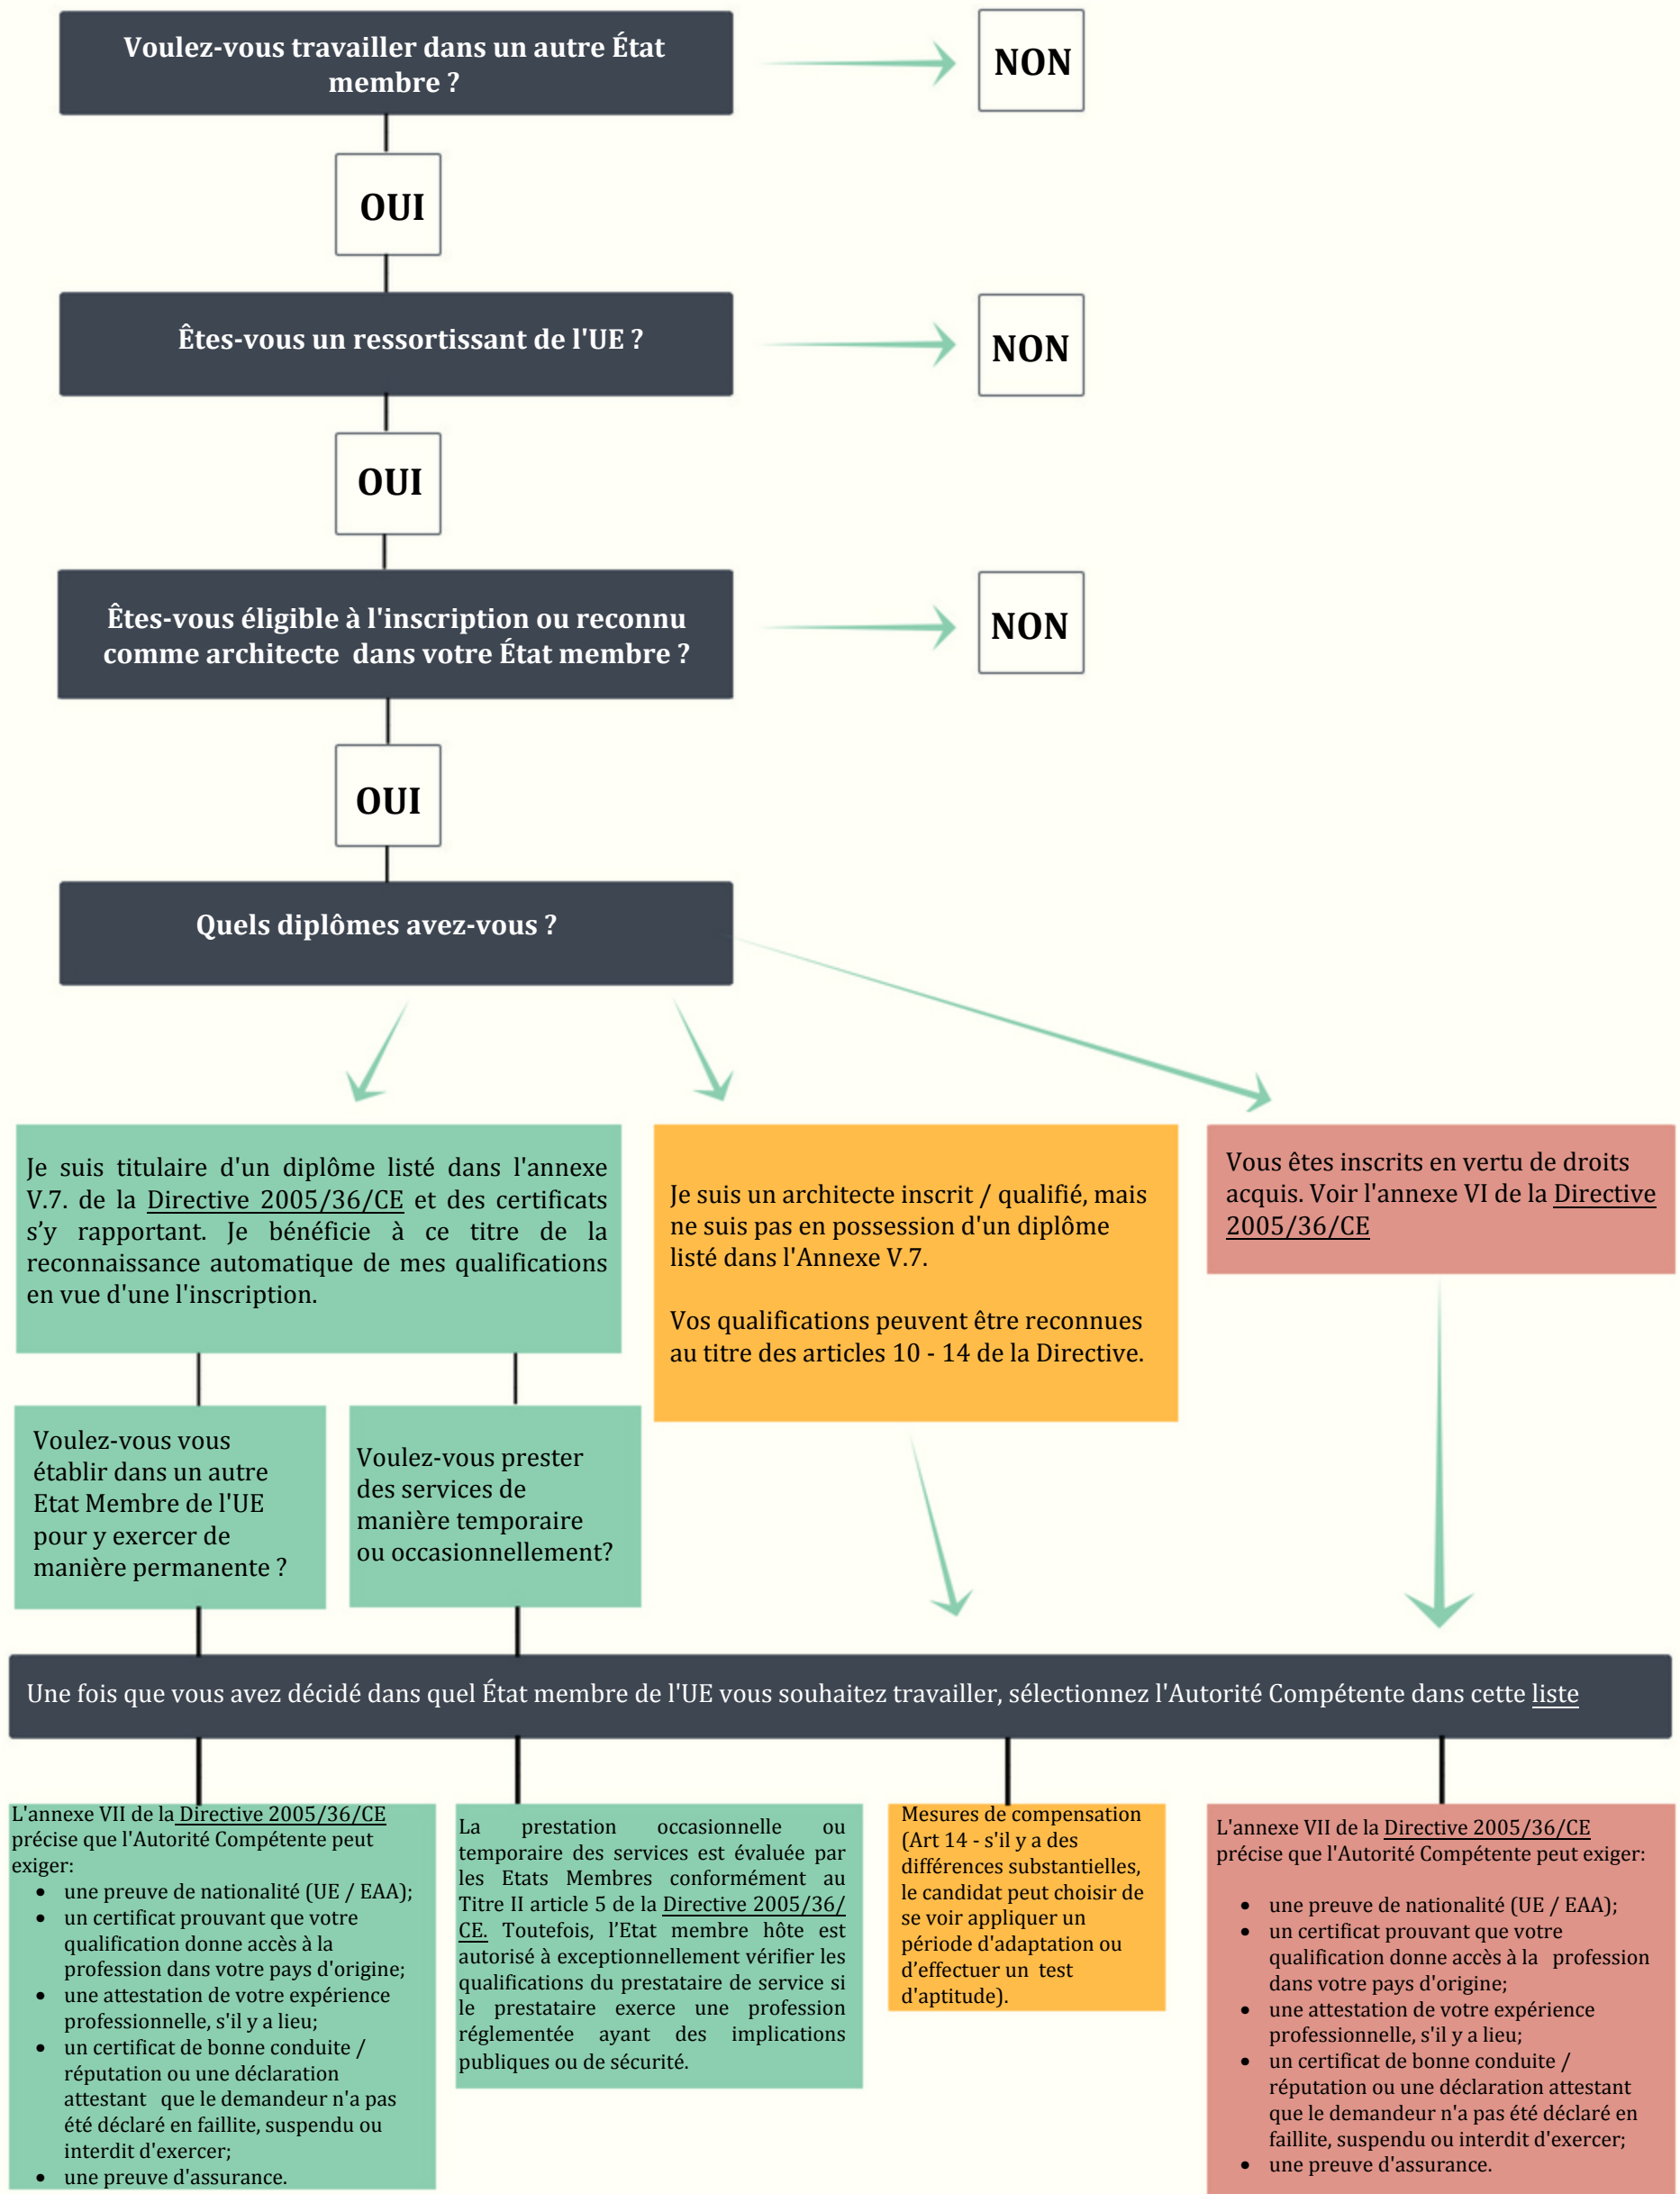 Voulez-vous travailler dans un autre État
membre ?
NON
OUI
Êtes-vous un ressortissant de l'UE ?
NON
OUI
Êtes-vous éligible à l'inscription ou reconnu
comme architecte dans votre État membre ?
NON
OUI
Quels diplômes avez-vous ?
Je suis titulaire d'un diplôme listé dans l'annexe
V.7. de la Directive 2005/36/CE et des certificats
s’y rapportant. Je bénéficie à ce titre de la
reconnaissance automatique de mes qualifications
en vue d'une l'inscription.
Je suis un architecte inscrit / qualifié, mais
ne suis pas en possession d'un diplôme
listé dans l'Annexe V.7.
Vos qualifications peuvent être reconnues
au titre des articles 10 - 14 de la Directive.
Vous êtes inscrits en vertu de droits
acquis. Voir l'annexe VI de la Directive
2005/36/CE
Voulez-vous vous
établir dans un autre
Etat Membre de l'UE
pour y exercer de
manière permanente ?
Voulez-vous prester
des services de
manière temporaire
ou occasionnellement?
Une fois que vous avez décidé dans quel État membre de l'UE vous souhaitez travailler, sélectionnez l'Autorité Compétente dans cette liste
L'annexe VII de la Directive 2005/36/CE
précise que l'Autorité Compétente peut
exiger:
• une preuve de nationalité (UE / EAA);
• un certificat prouvant que votre
qualification donne accès à la
profession dans votre pays d'origine;
• une attestation de votre expérience
professionnelle, s'il y a lieu;
• un certificat de bonne conduite /
réputation ou une déclaration
attestant que le demandeur n'a pas
été déclaré en faillite, suspendu ou
interdit d'exercer;
• une preuve d'assurance.
La prestation occasionnelle ou
temporaire des services est évaluée par
les Etats Membres conformément au
Titre II article 5 de la Directive 2005/36/
CE. Toutefois, l’Etat membre hôte est
autorisé à exceptionnellement vérifier les
qualifications du prestataire de service si
le prestataire exerce une profession
réglementée ayant des implications
publiques ou de sécurité.
Mesures de compensation
(Art 14 - s'il y a des
différences substantielles,
le candidat peut choisir de
se voir appliquer un
période d'adaptation ou
d’effectuer un test
d'aptitude).
L'annexe VII de la Directive 2005/36/CE
précise que l'Autorité Compétente peut exiger:
• une preuve de nationalité (UE / EAA);
• un certificat prouvant que votre
qualification donne accès à la profession
dans votre pays d'origine;
• une attestation de votre expérience
professionnelle, s'il y a lieu;
• un certificat de bonne conduite /
réputation ou une déclaration attestant
que le demandeur n'a pas été déclaré en
faillite, suspendu ou interdit d'exercer;
• une preuve d'assurance.